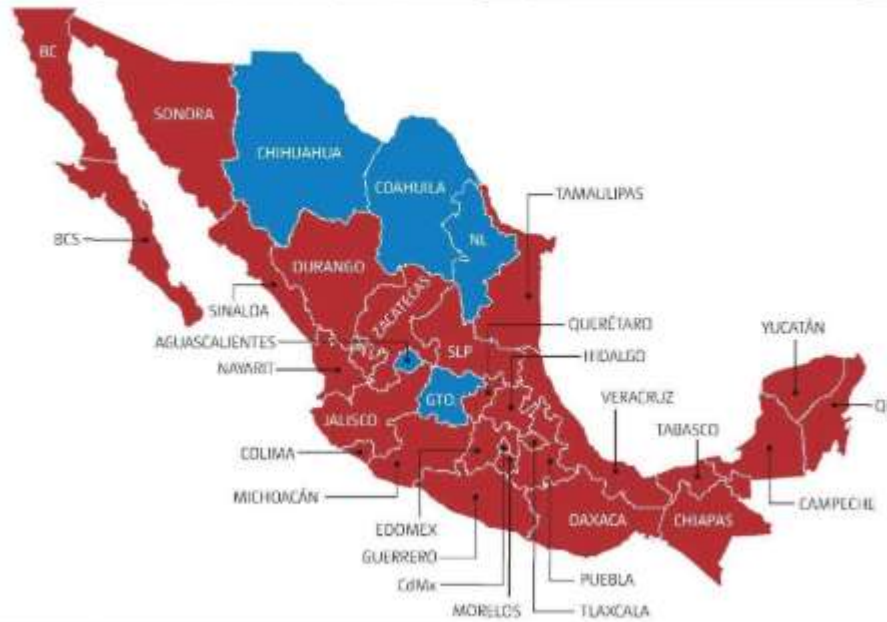 BC
SONORA
CHIHUAHUA
COAHUILA
TAMAULIPAS
NL
BCS
DURANGO
SINALOA
ZACATECAS
QUERÉTARO
YUCATÁN
AGUASCALIENTES
SLP
HIDALGO
NAYARIT
GTO
VERACRUZ
Q
JALISCO
TABASCO
COLIMA
MICHOACÁN
CAMPECHE
OAXACA
CHIAPAS
EDOMEX
GUERRERO
CdMx
PUEBLA
MORELOS
TLAXCALA